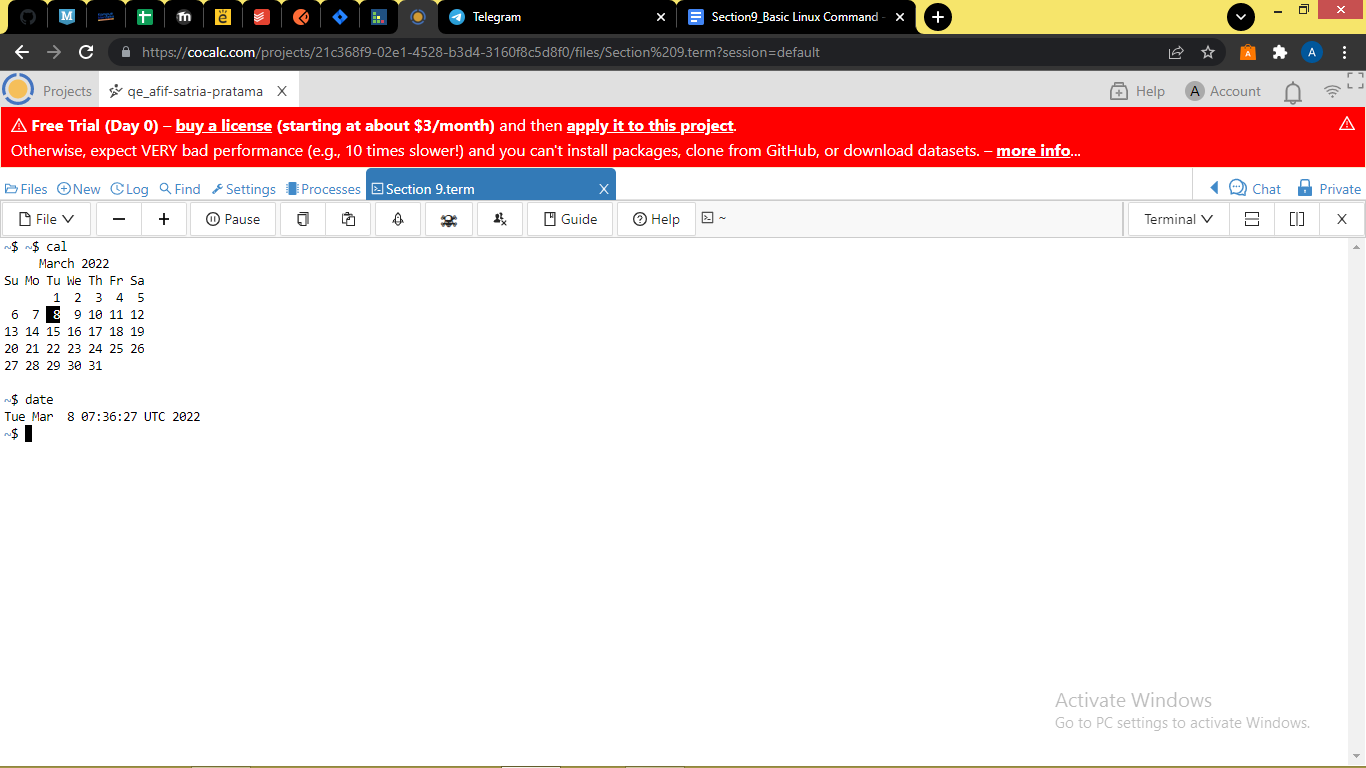 Telegram
Section9_Basic Linux Command -
https://cocalc.com/projects/21c368f9-02e1-4528-b3d4-3160f8c5d8f0/files/Section%209.term?session=default
A
Projects qe_afif-satria-pratama Help A Account
Free Trial (Day 0) – buy a license (starting at about $3/month) and then apply it to this project.
Otherwise, expect VERY bad performance (e.g., 10 times slower!) and you can't install packages, clone from GitHub, or download datasets. – more info...
Files New Log Find Settings Processes Section 9.term X Chat Private
File Pause Guide Help ~ Terminal
~$ ~$ cal
     March 2022
Su Mo Tu We Th Fr Sa
       1  2  3  4  5
 6  7  8  9 10 11 12
13 14 15 16 17 18 19
20 21 22 23 24 25 26
27 28 29 30 31
~$ date
Tue Mar  8 07:36:27 UTC 2022
~$
Activate Windows
Go to PC settings to activate Windows.